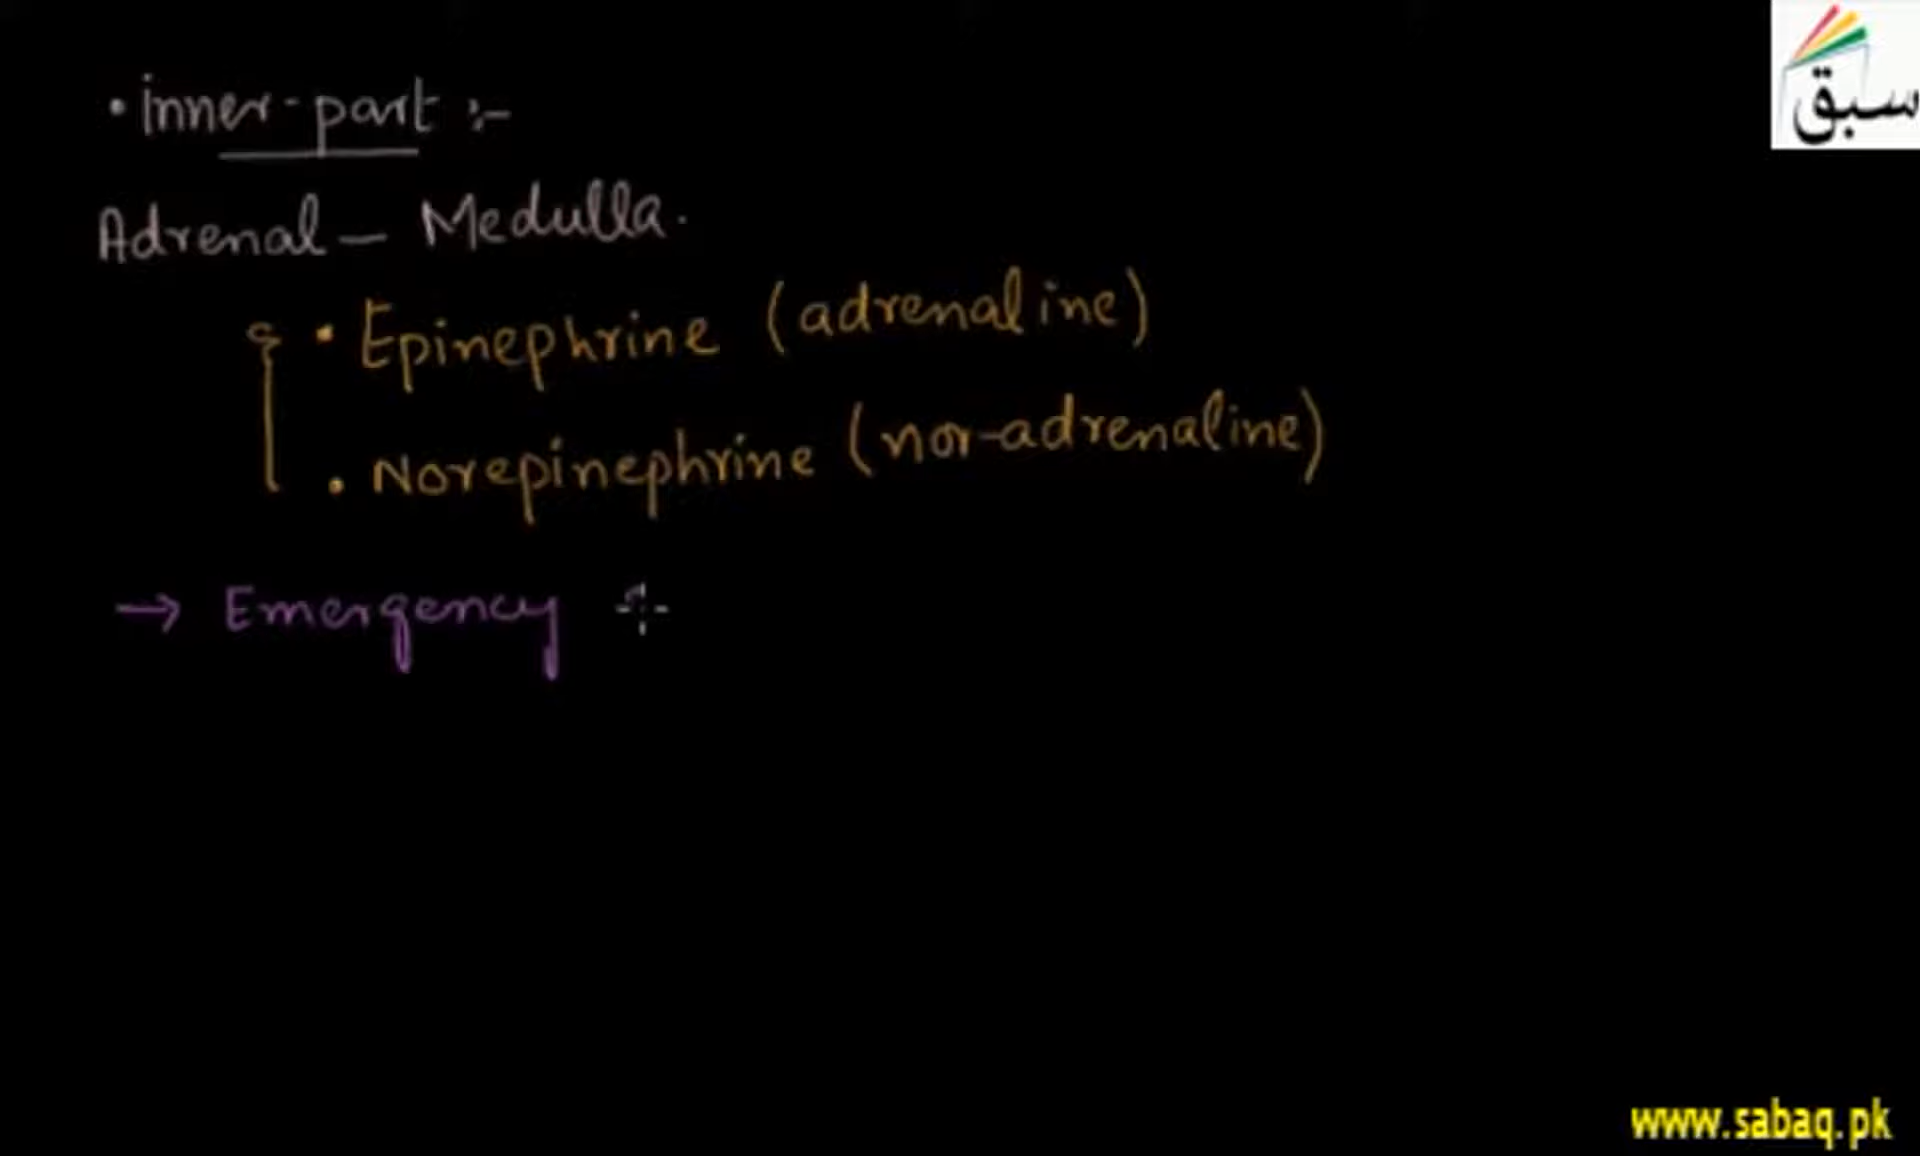 • inner-part :-
سبق
Adrenal – Medulla.
• Epinephrine (adrenaline)
• Norepinephrine (nor-adrenaline)
→ Emergency
www.sabaq.pk